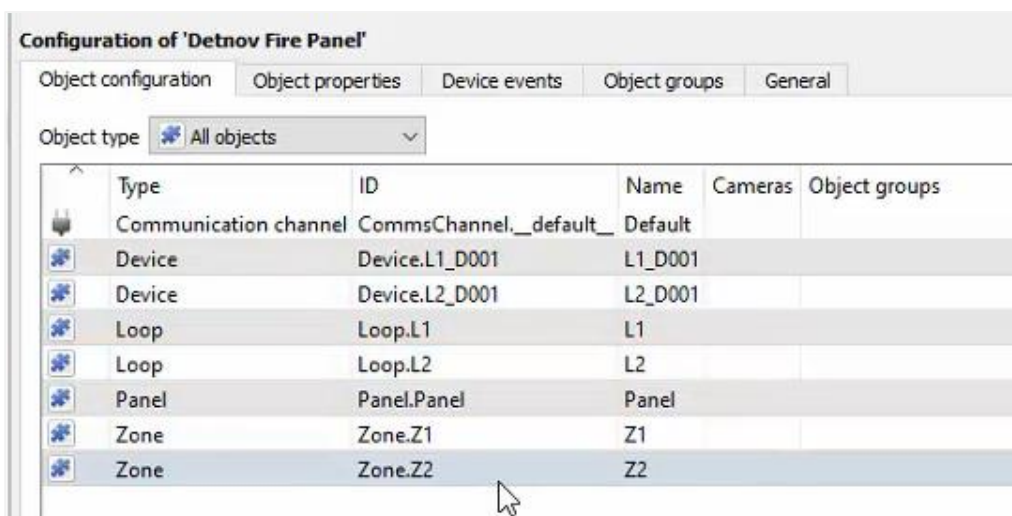 Configuration of 'Detnov Fire Panel'
Object configuration Object properties Device events Object groups General
Object type All objects
Type ID Name Cameras Object groups
Communication channel CommsChannel.__default__ Default
Device Device.L1_D001 L1_D001
Device Device.L2_D001 L2_D001
Loop Loop.L1 L1
Loop Loop.L2 L2
Panel Panel.Panel Panel
Zone Zone.Z1 Z1
Zone Zone.Z2 Z2